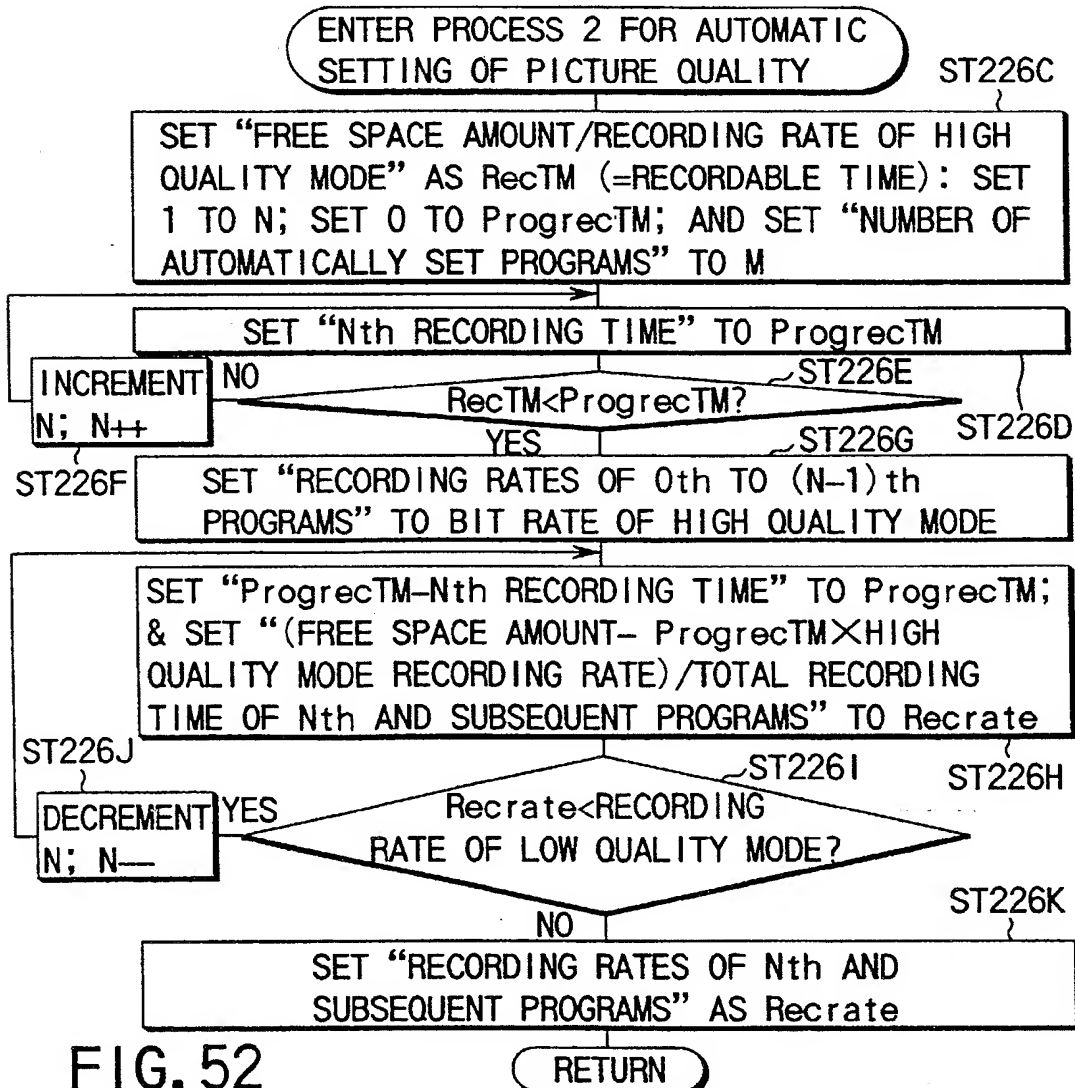 ENTER PROCESS 2 FOR AUTOMATIC
SETTING OF PICTURE QUALITY
ST226C
SET “FREE SPACE AMOUNT/RECORDING RATE OF HIGH
QUALITY MODE” AS RecTM (=RECORDABLE TIME): SET
1 TO N; SET 0 TO ProgrecTM; AND SET “NUMBER OF
AUTOMATICALLY SET PROGRAMS” TO M
SET “Nth RECORDING TIME” TO ProgrecTM
ST226D
RecTM<ProgrecTM?
ST226E
NO
INCREMENT
N; N++
ST226F
YES
ST226G
SET “RECORDING RATES OF 0th TO (N–1)th
PROGRAMS” TO BIT RATE OF HIGH QUALITY MODE
SET “ProgrecTM–Nth RECORDING TIME” TO ProgrecTM;
& SET “(FREE SPACE AMOUNT– ProgrecTM×HIGH
QUALITY MODE RECORDING RATE)/TOTAL RECORDING
TIME OF Nth AND SUBSEQUENT PROGRAMS” TO Recrate
ST226H
ST226I
Recrate<RECORDING
RATE OF LOW QUALITY MODE?
YES
ST226J
DECREMENT
N; N––
NO
ST226K
SET “RECORDING RATES OF Nth AND
SUBSEQUENT PROGRAMS” AS Recrate
RETURN
FIG. 52